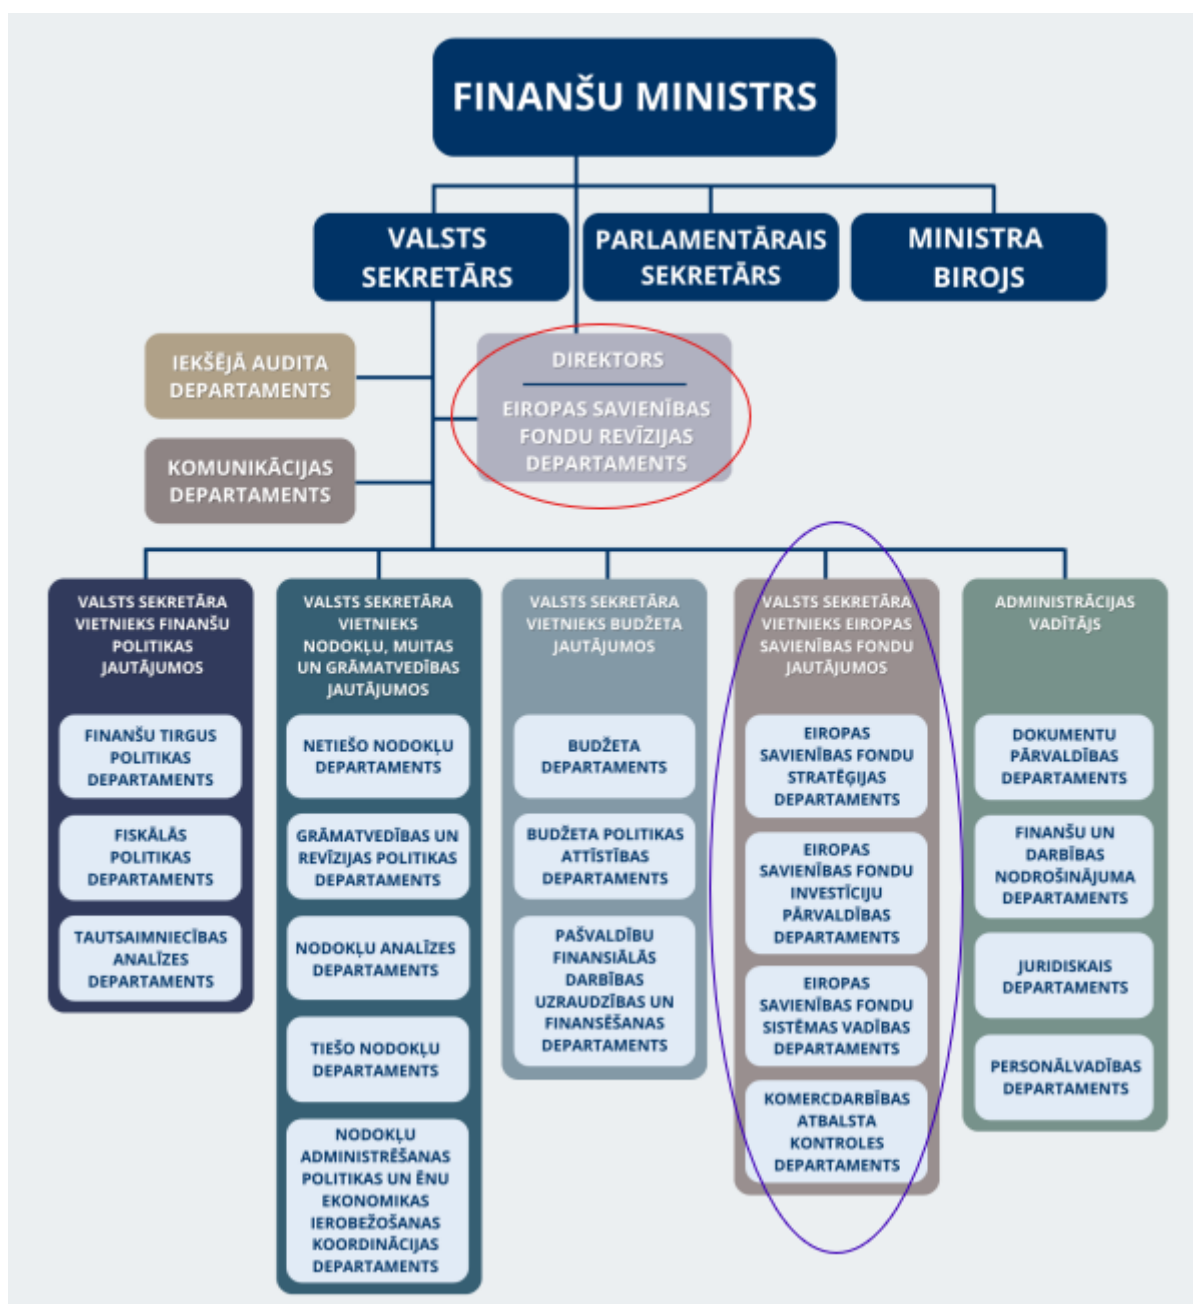 FINANŠU MINISTRS
VALSTS
SEKRETĀRS
PARLAMENTĀRAIS
SEKRETĀRS
MINISTRA
BIROJS
IEKŠĒJĀ AUDITA
DEPARTAMENTS
DIREKTORS
EIROPAS SAVIENĪBAS
FONDU REVĪZIJAS
DEPARTAMENTS
KOMUNIKĀCIJAS
DEPARTAMENTS
VALSTS SEKRETĀRA
VIETNIEKS FINANŠU
POLITIKAS
JAUTĀJUMOS
FINANŠU TIRGUS
POLITIKAS
DEPARTAMENTS
FISKĀLĀS
POLITIKAS
DEPARTAMENTS
TAUTSAIMNIECĪBAS
ANALĪZES
DEPARTAMENTS
VALSTS SEKRETĀRA
VIETNIEKS
NODOKĻU, MUITAS
UN GRĀMATVEDĪBAS
JAUTĀJUMOS
NETIEŠO NODOKĻU
DEPARTAMENTS
GRĀMATVEDĪBAS UN
REVĪZIJAS POLITIKAS
DEPARTAMENTS
NODOKĻU ANALĪZES
DEPARTAMENTS
TIEŠO NODOKĻU
DEPARTAMENTS
NODOKĻU
ADMINISTRĒŠANAS
POLITIKAS UN ĒNU
EKONOMIKAS
IEROBEŽOŠANAS
KOORDINĀCIJAS
DEPARTAMENTS
VALSTS SEKRETĀRA
VIETNIEKS BUDŽETA
JAUTĀJUMOS
BUDŽETA
DEPARTAMENTS
BUDŽETA POLITIKAS
ATTĪSTĪBAS
DEPARTAMENTS
PAŠVALDĪBU
FINANSIĀLĀS
DARBĪBAS
UZRAUDZĪBAS UN
FINANSĒŠANAS
DEPARTAMENTS
VALSTS SEKRETĀRA
VIETNIEKS EIROPAS
SAVIENĪBAS FONDU
JAUTĀJUMOS
EIROPAS
SAVIENĪBAS FONDU
STRATĒĢIJAS
DEPARTAMENTS
EIROPAS
SAVIENĪBAS FONDU
INVESTĪCIJU
PĀRVALDĪBAS
DEPARTAMENTS
EIROPAS
SAVIENĪBAS FONDU
SISTĒMAS VADĪBAS
DEPARTAMENTS
KOMERCDARBĪBAS
ATBALSTA
KONTROLES
DEPARTAMENTS
ADMINISTRĀCIJAS
VADĪTĀJS
DOKUMENTU
PĀRVALDĪBAS
DEPARTAMENTS
FINANŠU UN
DARBĪBAS
NODROŠINĀJUMA
DEPARTAMENTS
JURIDISKAIS
DEPARTAMENTS
PERSONĀLVADĪBAS
DEPARTAMENTS